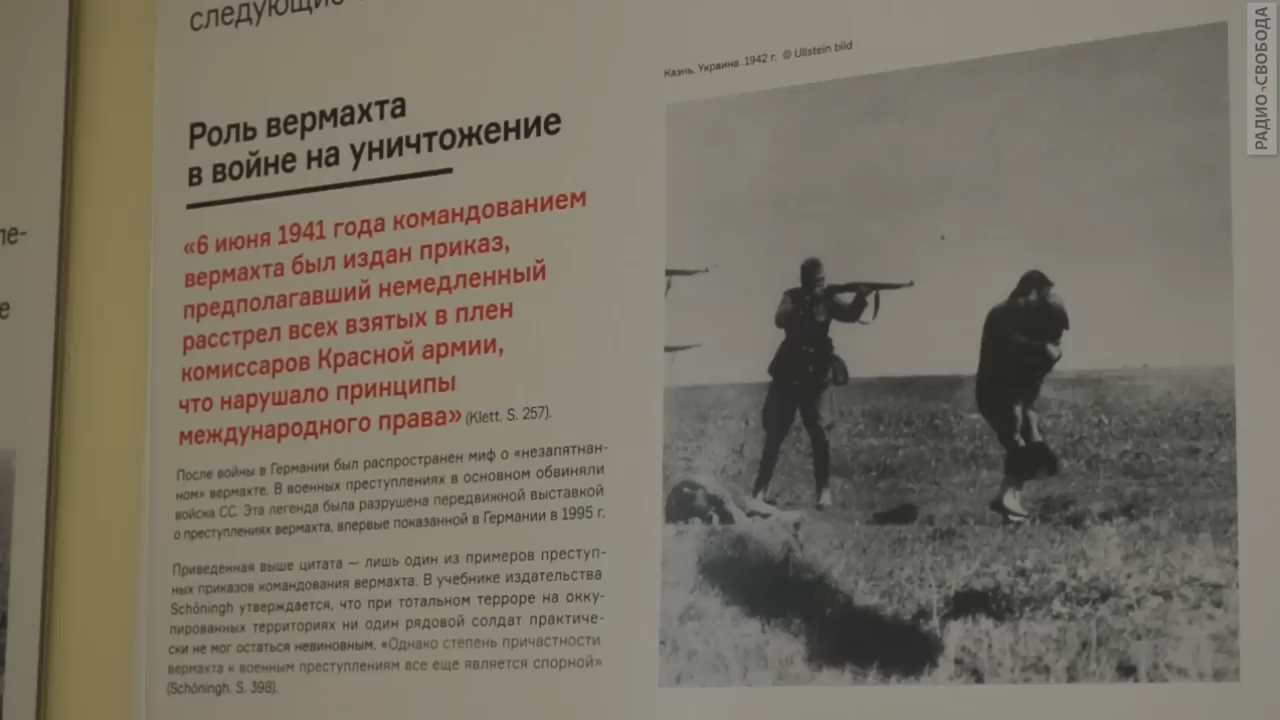 следующие
Роль вермахта
в войне на уничтожение
«6 июня 1941 года командованием
вермахта был издан приказ,
предполагавший немедленный
расстрел всех взятых в плен
комиссаров Красной армии,
что нарушало принципы
международного права» (Klett. S. 257).
После войны в Германии был распространен миф о «незапятнан-
ном» вермахте. В военных преступлениях в основном обвиняли
войска СС. Эта легенда была разрушена передвижной выставкой
о преступлениях вермахта, впервые показанной в Германии в 1995 г.
Приведенная выше цитата – лишь один из примеров преступ-
ных приказов командования вермахта. В учебнике издательства
Schöningh утверждается, что при тотальном терроре на окку-
пированных территориях ни один рядовой солдат практиче-
ски не мог остаться невиновным. «Однако степень причастности
вермахта к военным преступлениям все еще является спорной»
(Schöningh. S. 398).
Казнь. Украина. 1942 г. © Ullstein bild
РАДИО СВОБОДА